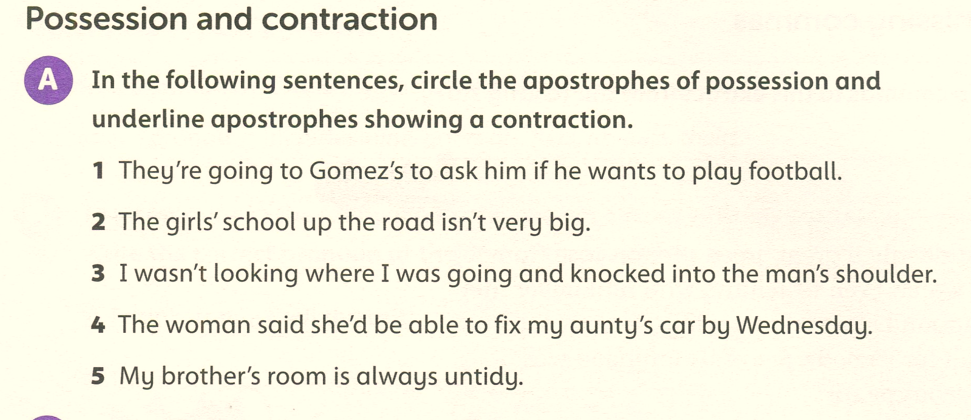 Possession and contraction
A
In the following sentences, circle the apostrophes of possession and
underline apostrophes showing a contraction.
1 They’re going to Gomez’s to ask him if he wants to play football.
2 The girls’ school up the road isn’t very big.
3 I wasn’t looking where I was going and knocked into the man’s shoulder.
4 The woman said she’d be able to fix my aunty’s car by Wednesday.
5 My brother’s room is always untidy.